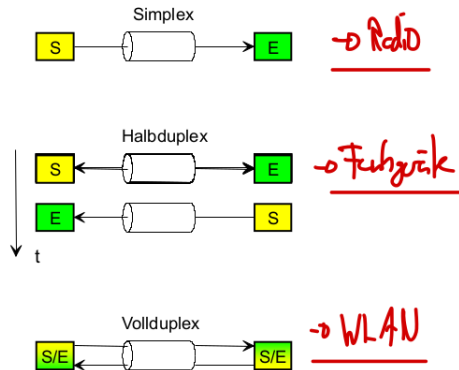 Simplex
S E → Radio
Halbduplex
S E → Funkgerät
E S
t
Vollduplex
S/E S/E → WLAN